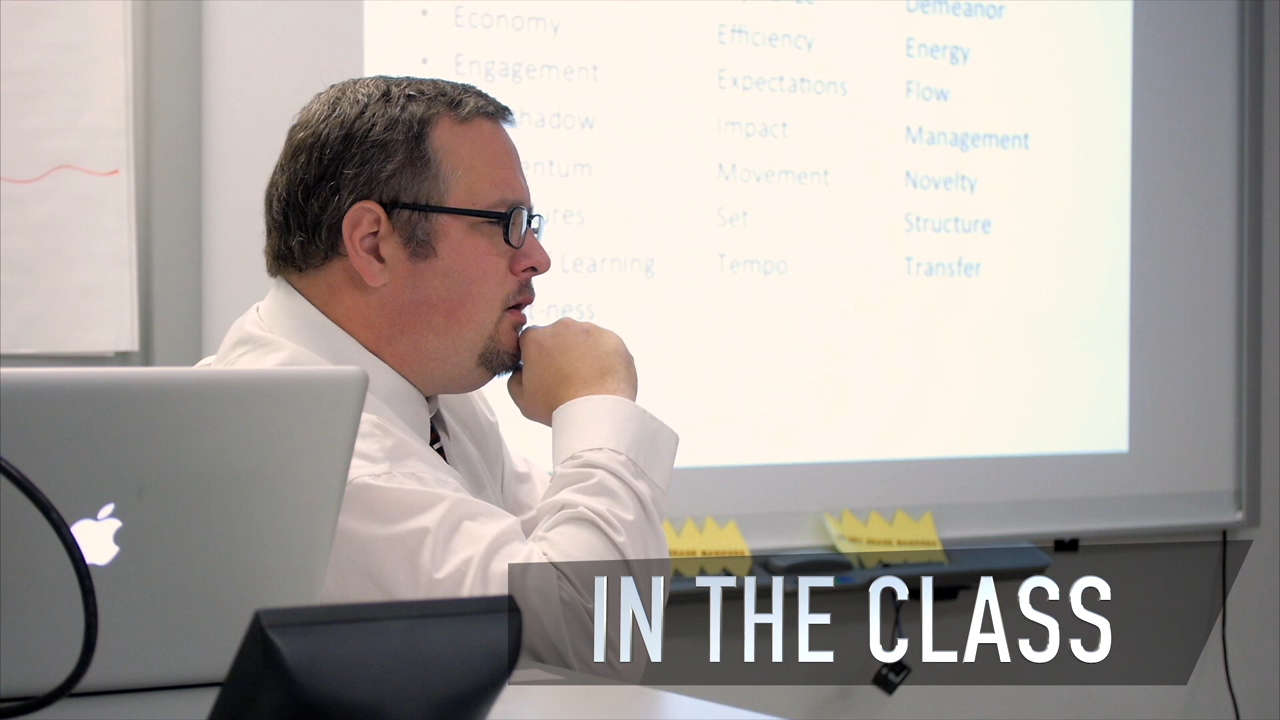 Demeanor
Economy Efficiency Energy
Engagement Expectations Flow
Impact Management
Movement Novelty
Set Structure
Learning Tempo Transfer
IN THE CLASS